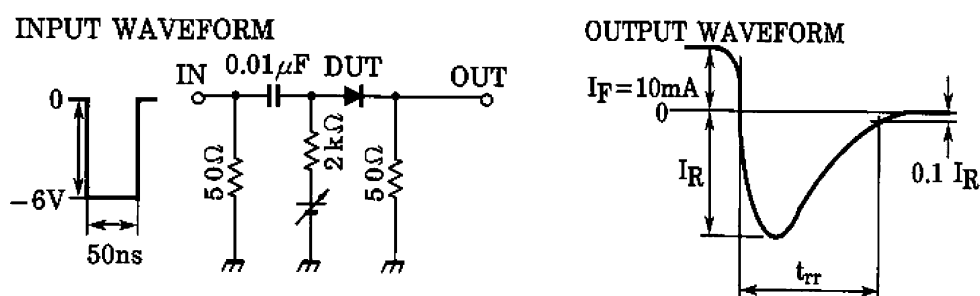 INPUT WAVEFORM
0
−6V
50ns
IN
0.01μF
DUT
OUT
50Ω
2kΩ
50Ω
OUTPUT WAVEFORM
IF=10mA
0
IR
0.1 IR
trr